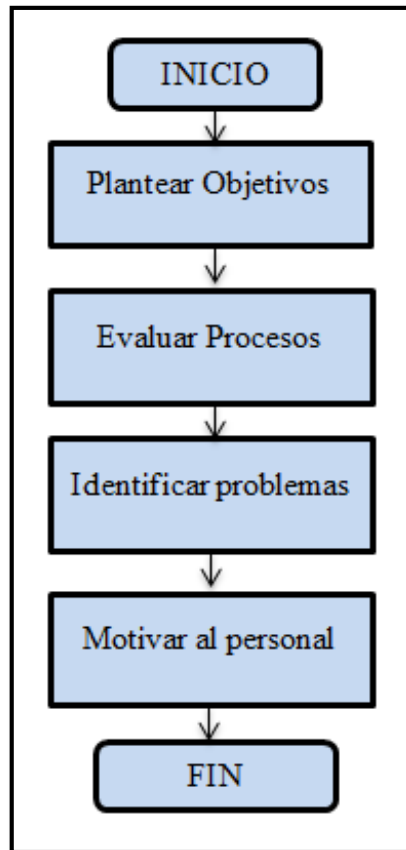 INICIO
Plantear Objetivos
Evaluar Procesos
Identificar problemas
Motivar al personal
FIN